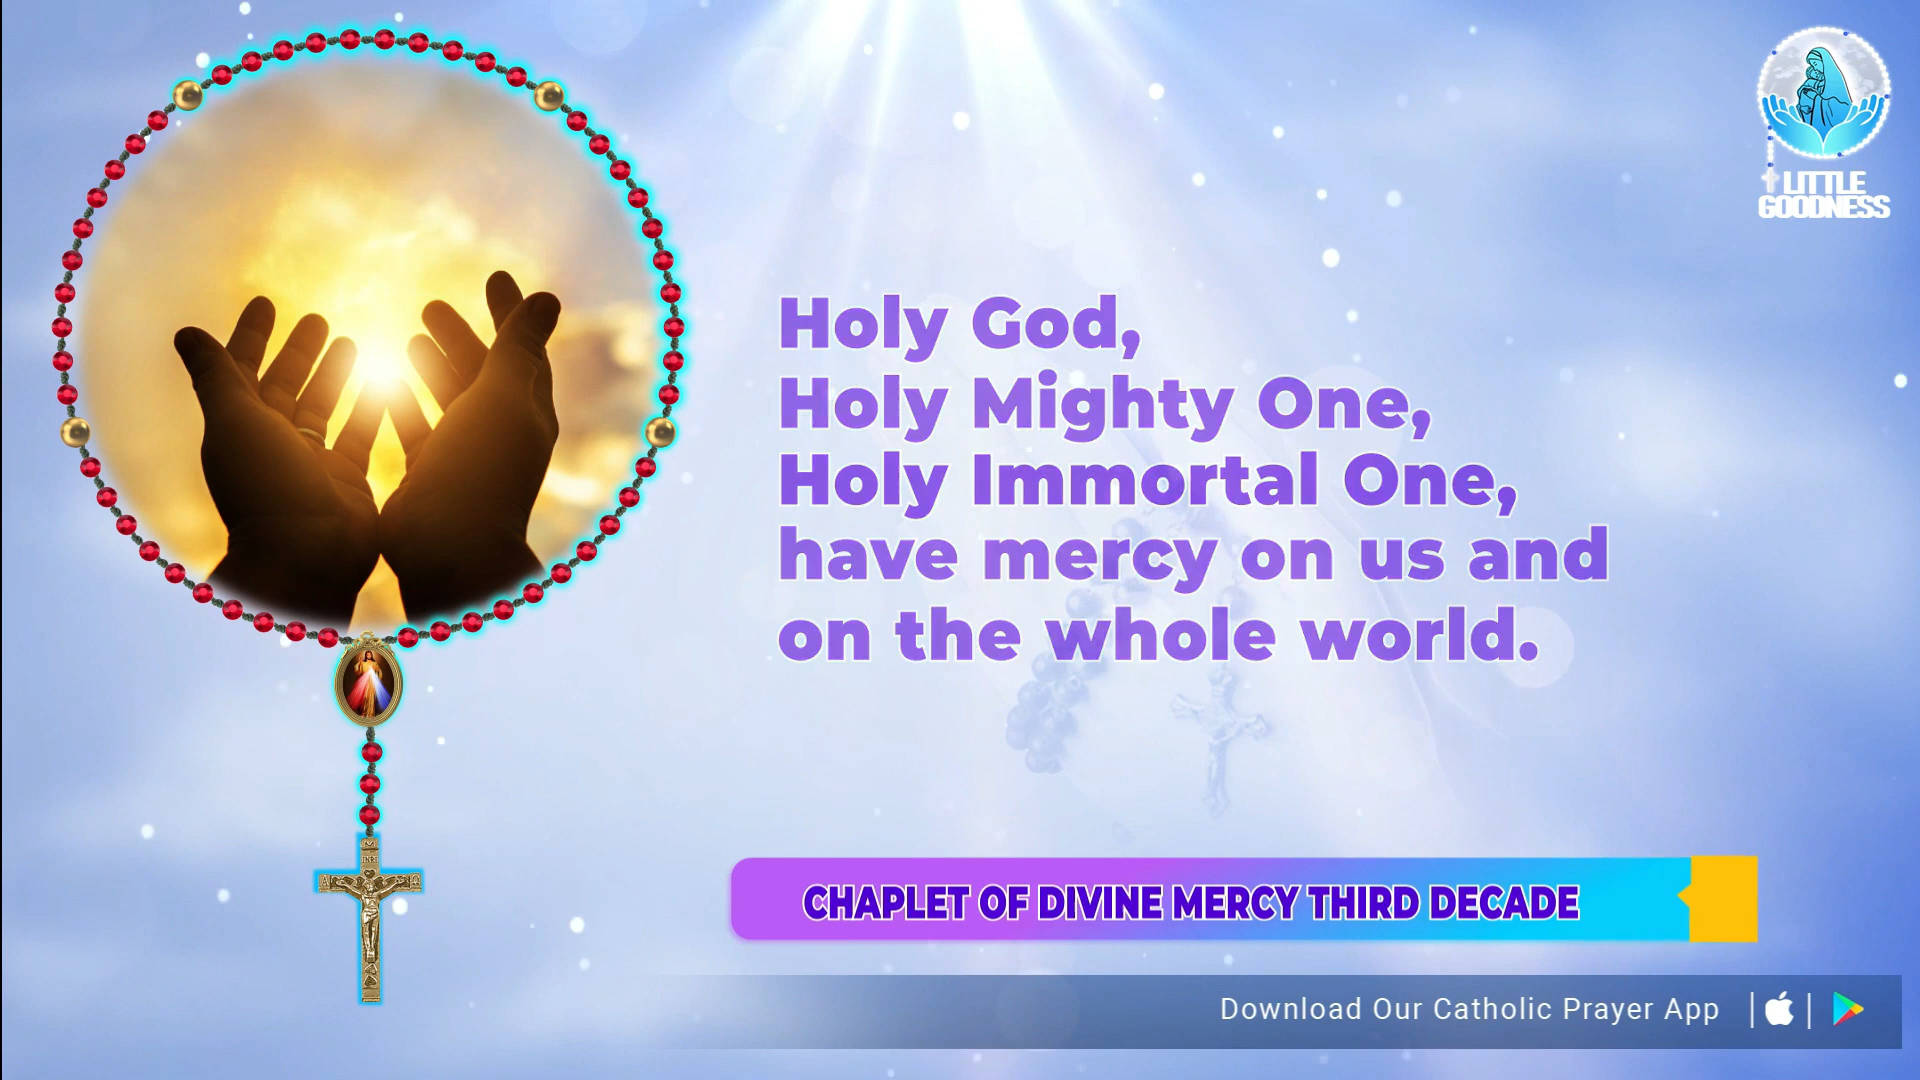 LITTLE
GOODNESS
Holy God,
Holy Mighty One,
Holy Immortal One,
have mercy on us and
on the whole world.
INRI
CHAPLET OF DIVINE MERCY THIRD DECADE
Download Our Catholic Prayer App